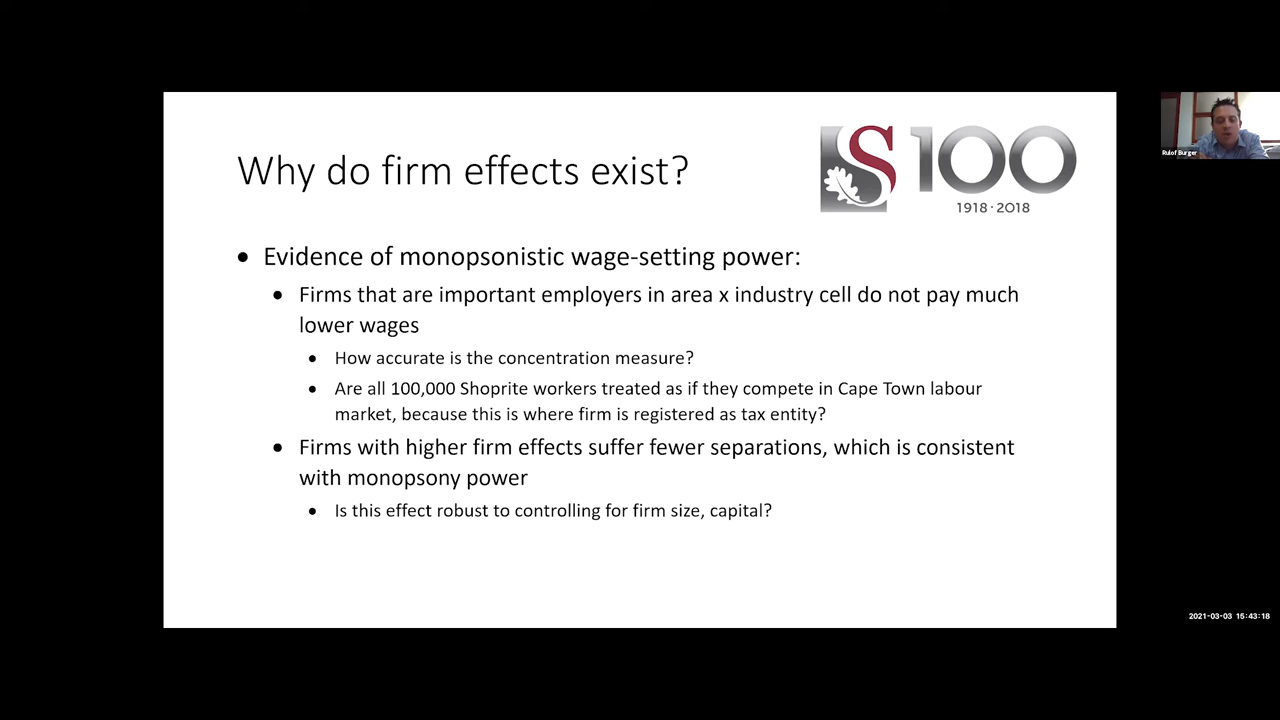 Why do firm effects exist?
S100
1918·2018
Rulof Burger
• Evidence of monopsonistic wage-setting power:
• Firms that are important employers in area x industry cell do not pay much
lower wages
• How accurate is the concentration measure?
• Are all 100,000 Shoprite workers treated as if they compete in Cape Town labour
market, because this is where firm is registered as tax entity?
• Firms with higher firm effects suffer fewer separations, which is consistent
with monopsony power
• Is this effect robust to controlling for firm size, capital?
2021-03-03 15:43:18